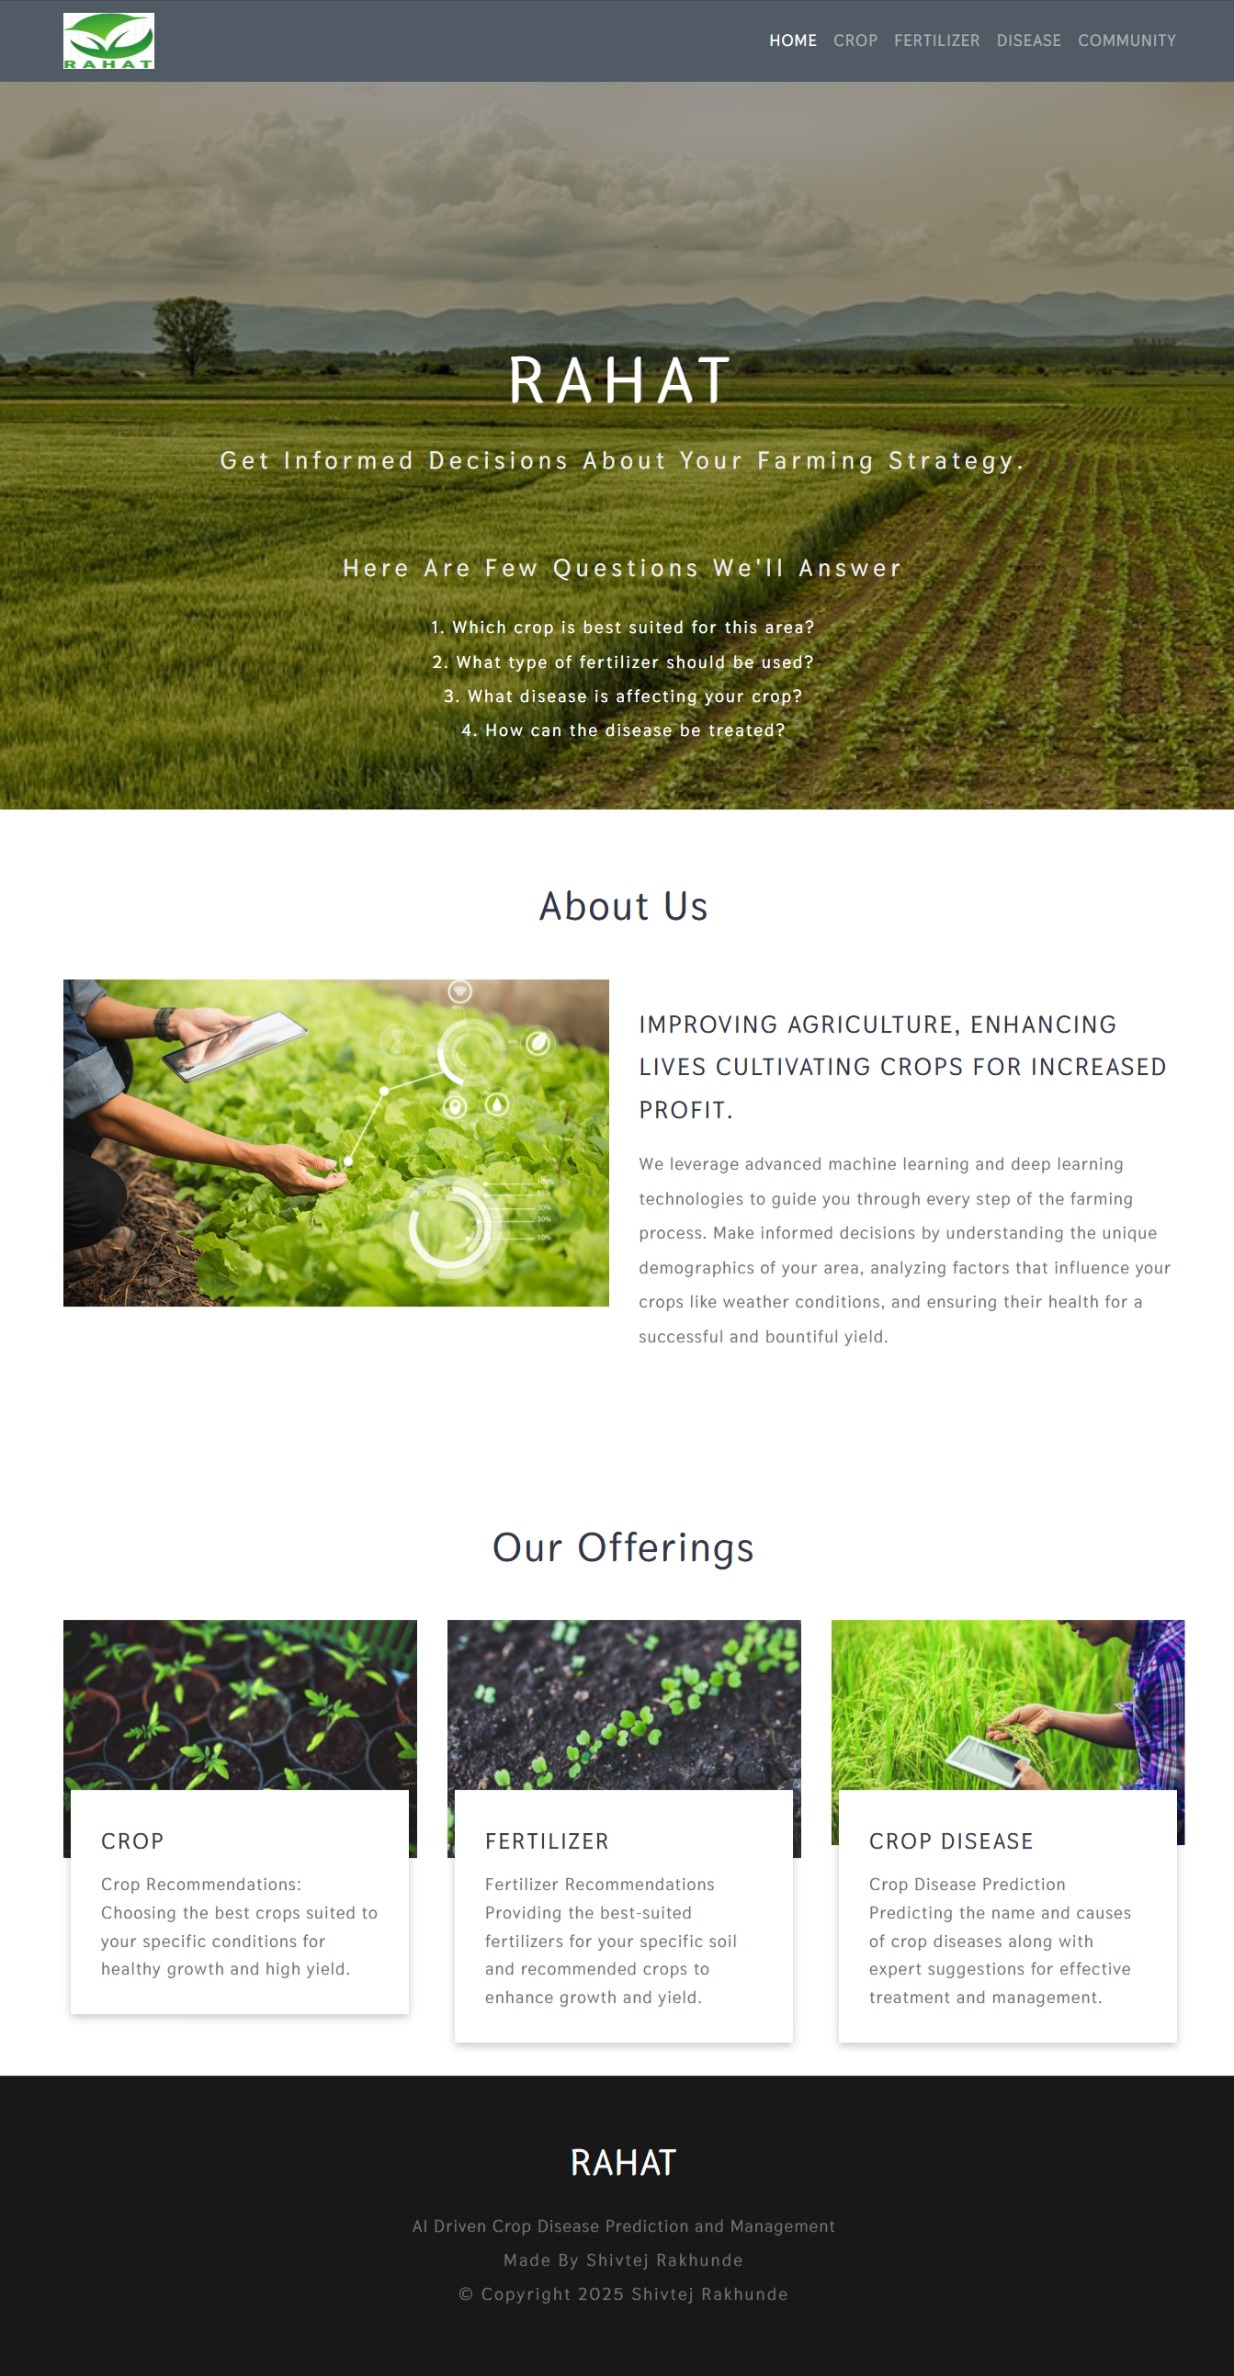 RAHAT
HOME CROP FERTILIZER DISEASE COMMUNITY
RAHAT
Get Informed Decisions About Your Farming Strategy.
Here Are Few Questions We'll Answer
1. Which crop is best suited for this area?
2. What type of fertilizer should be used?
3. What disease is affecting your crop?
4. How can the disease be treated?
About Us
IMPROVING AGRICULTURE, ENHANCING
LIVES CULTIVATING CROPS FOR INCREASED
PROFIT.
We leverage advanced machine learning and deep learning
technologies to guide you through every step of the farming
process. Make informed decisions by understanding the unique
demographics of your area, analyzing factors that influence your
crops like weather conditions, and ensuring their health for a
successful and bountiful yield.
100%
30%
30%
10%
Our Offerings
CROP
Crop Recommendations:
Choosing the best crops suited to
your specific conditions for
healthy growth and high yield.
FERTILIZER
Fertilizer Recommendations
Providing the best-suited
fertilizers for your specific soil
and recommended crops to
enhance growth and yield.
CROP DISEASE
Crop Disease Prediction
Predicting the name and causes
of crop diseases along with
expert suggestions for effective
treatment and management.
RAHAT
AI Driven Crop Disease Prediction and Management
Made By Shivtej Rakhunde
© Copyright 2025 Shivtej Rakhunde